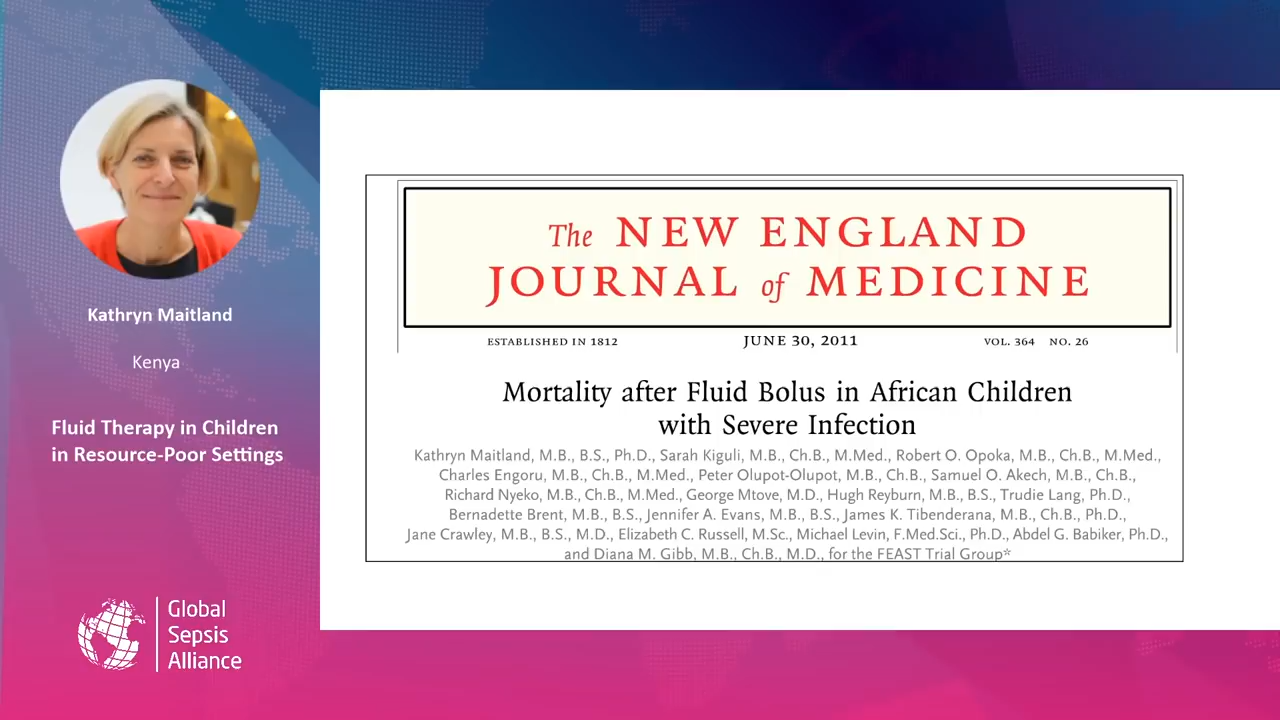 Kathryn Maitland
Kenya
Fluid Therapy in Children
in Resource-Poor Settings
Global
Sepsis
Alliance
The NEW ENGLAND
JOURNAL of MEDICINE
ESTABLISHED IN 1812 JUNE 30, 2011 VOL. 364 NO. 26
Mortality after Fluid Bolus in African Children
with Severe Infection
Kathryn Maitland, M.B., B.S., Ph.D., Sarah Kiguli, M.B., Ch.B., M.Med., Robert O. Opoka, M.B., Ch.B., M.Med.,
Charles Engoru, M.B., Ch.B., M.Med., Peter Olupot-Olupot, M.B., Ch.B., Samuel O. Akech, M.B., Ch.B.,
Richard Nyeko, M.B., Ch.B., M.Med., George Mtove, M.D., Hugh Reyburn, M.B., B.S., Trudie Lang, Ph.D.,
Bernadette Brent, M.B., B.S., Jennifer A. Evans, M.B., B.S., James K. Tibenderana, M.B., Ch.B., Ph.D.,
Jane Crawley, M.B., B.S., M.D., Elizabeth C. Russell, M.Sc., Michael Levin, F.Med.Sci., Ph.D., Abdel G. Babiker, Ph.D.,
and Diana M. Gibb, M.B., Ch.B., M.D., for the FEAST Trial Group*